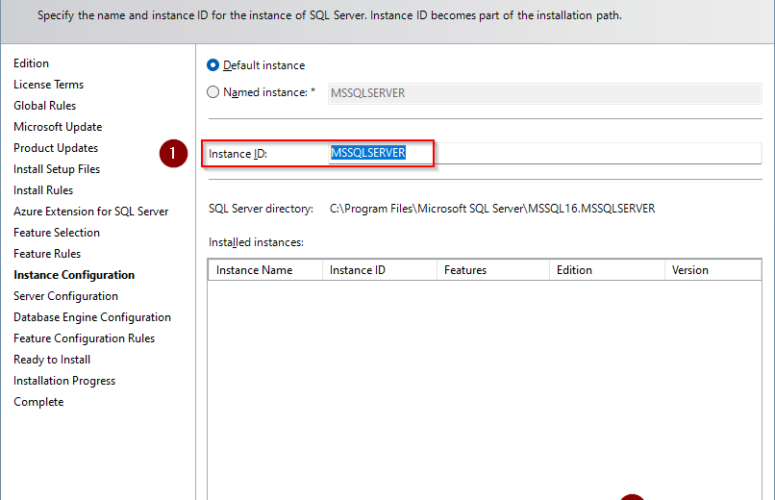 Specify the name and instance ID for the instance of SQL Server. Instance ID becomes part of the installation path.
Edition
License Terms
Global Rules
Microsoft Update
Product Updates
Install Setup Files
Install Rules
Azure Extension for SQL Server
Feature Selection
Feature Rules
Instance Configuration
Server Configuration
Database Engine Configuration
Feature Configuration Rules
Ready to Install
Installation Progress
Complete
Default instance
Named instance: * MSSQLSERVER
1
Instance ID: MSSQLSERVER
SQL Server directory: C:\Program Files\Microsoft SQL Server\MSSQL16.MSSQLSERVER
Installed instances:
Instance Name Instance ID Features Edition Version